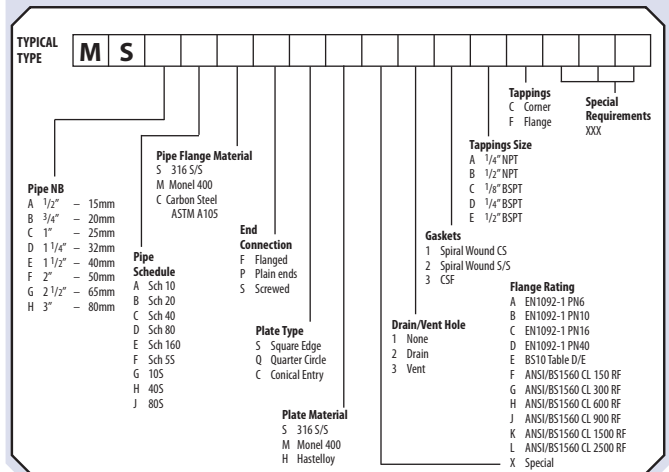 TYPICAL
TYPE
M S
Pipe NB
A 1/2" – 15mm
B 3/4" – 20mm
C 1" – 25mm
D 1 1/4" – 32mm
E 1 1/2" – 40mm
F 2" – 50mm
G 2 1/2" – 65mm
H 3" – 80mm
Pipe
Schedule
A Sch 10
B Sch 20
C Sch 40
D Sch 80
E Sch 160
F Sch 5S
G 10S
H 40S
J 80S
Pipe Flange Material
S 316 S/S
M Monel 400
C Carbon Steel
ASTM A105
End
Connection
F Flanged
P Plain ends
S Screwed
Plate Type
S Square Edge
Q Quarter Circle
C Conical Entry
Plate Material
S 316 S/S
M Monel 400
H Hastelloy
Flange Rating
A EN1092-1 PN6
B EN1092-1 PN10
C EN1092-1 PN16
D EN1092-1 PN40
E BS10 Table D/E
F ANSI/BS1560 CL 150 RF
G ANSI/BS1560 CL 300 RF
H ANSI/BS1560 CL 600 RF
J ANSI/BS1560 CL 900 RF
K ANSI/BS1560 CL 1500 RF
L ANSI/BS1560 CL 2500 RF
X Special
Drain/Vent Hole
1 None
2 Drain
3 Vent
Gaskets
1 Spiral Wound CS
2 Spiral Wound S/S
3 CSF
Tappings Size
A 1/4" NPT
B 1/2" NPT
C 1/8" BSPT
D 1/4" BSPT
E 1/2" BSPT
Tappings
C Corner
F Flange
Special
Requirements
XXX